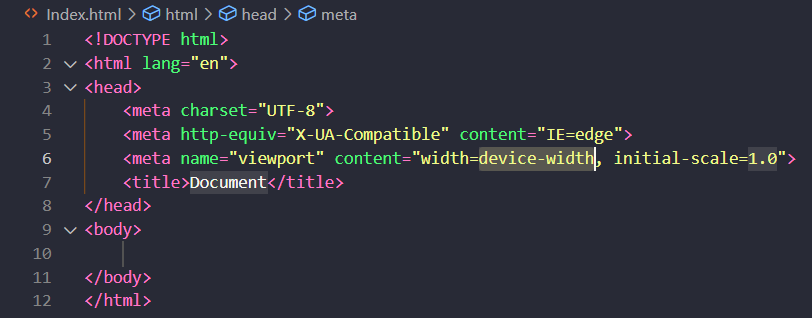 Index.html > html > head > meta
1 <!DOCTYPE html>
2 <html lang="en">
3 <head>
4     <meta charset="UTF-8">
5     <meta http-equiv="X-UA-Compatible" content="IE=edge">
6     <meta name="viewport" content="width=device-width, initial-scale=1.0">
7     <title>Document</title>
8 </head>
9 <body>
10
11 </body>
12 </html>